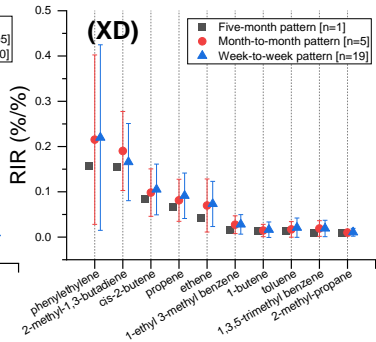 5]
0]
(XD)
Five-month pattern [n=1]
Month-to-month pattern [n=5]
Week-to-week pattern [n=19]
RIR (%/%)
0.5
0.4
0.3
0.2
0.1
0.0
phenylethylene
2-methyl-1,3-butadiene
cis-2-butene
propene
ethene
1-ethyl 3-methyl benzene
1-butene
toluene
1,3,5-trimethyl benzene
2-methyl-propane